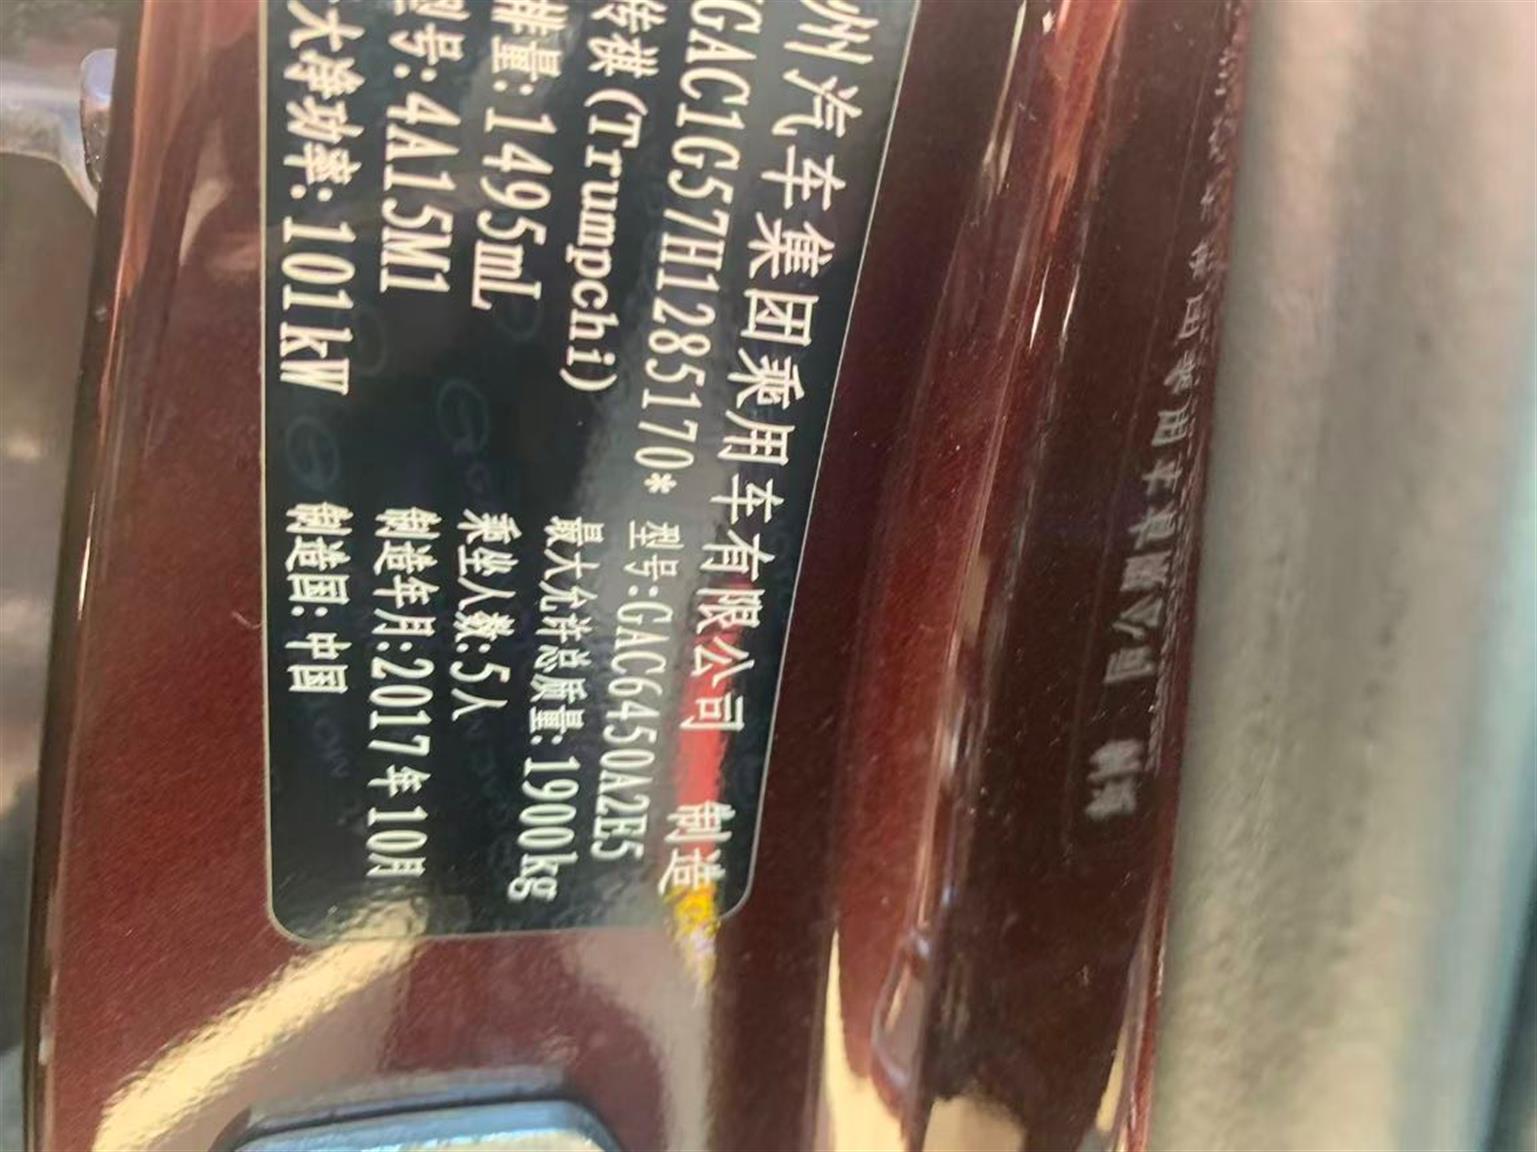 州汽车集团乘用车有限公司 制造
GAC1G57H1285170* 型号:GAC6450A2E5
传祺(Trumpchi) 最大允许总质量:1900kg
排量:1495mL 乘坐人数:5人
型号:4A15M1 制造年月:2017年10月
大净功率:101kW 制造国:中国